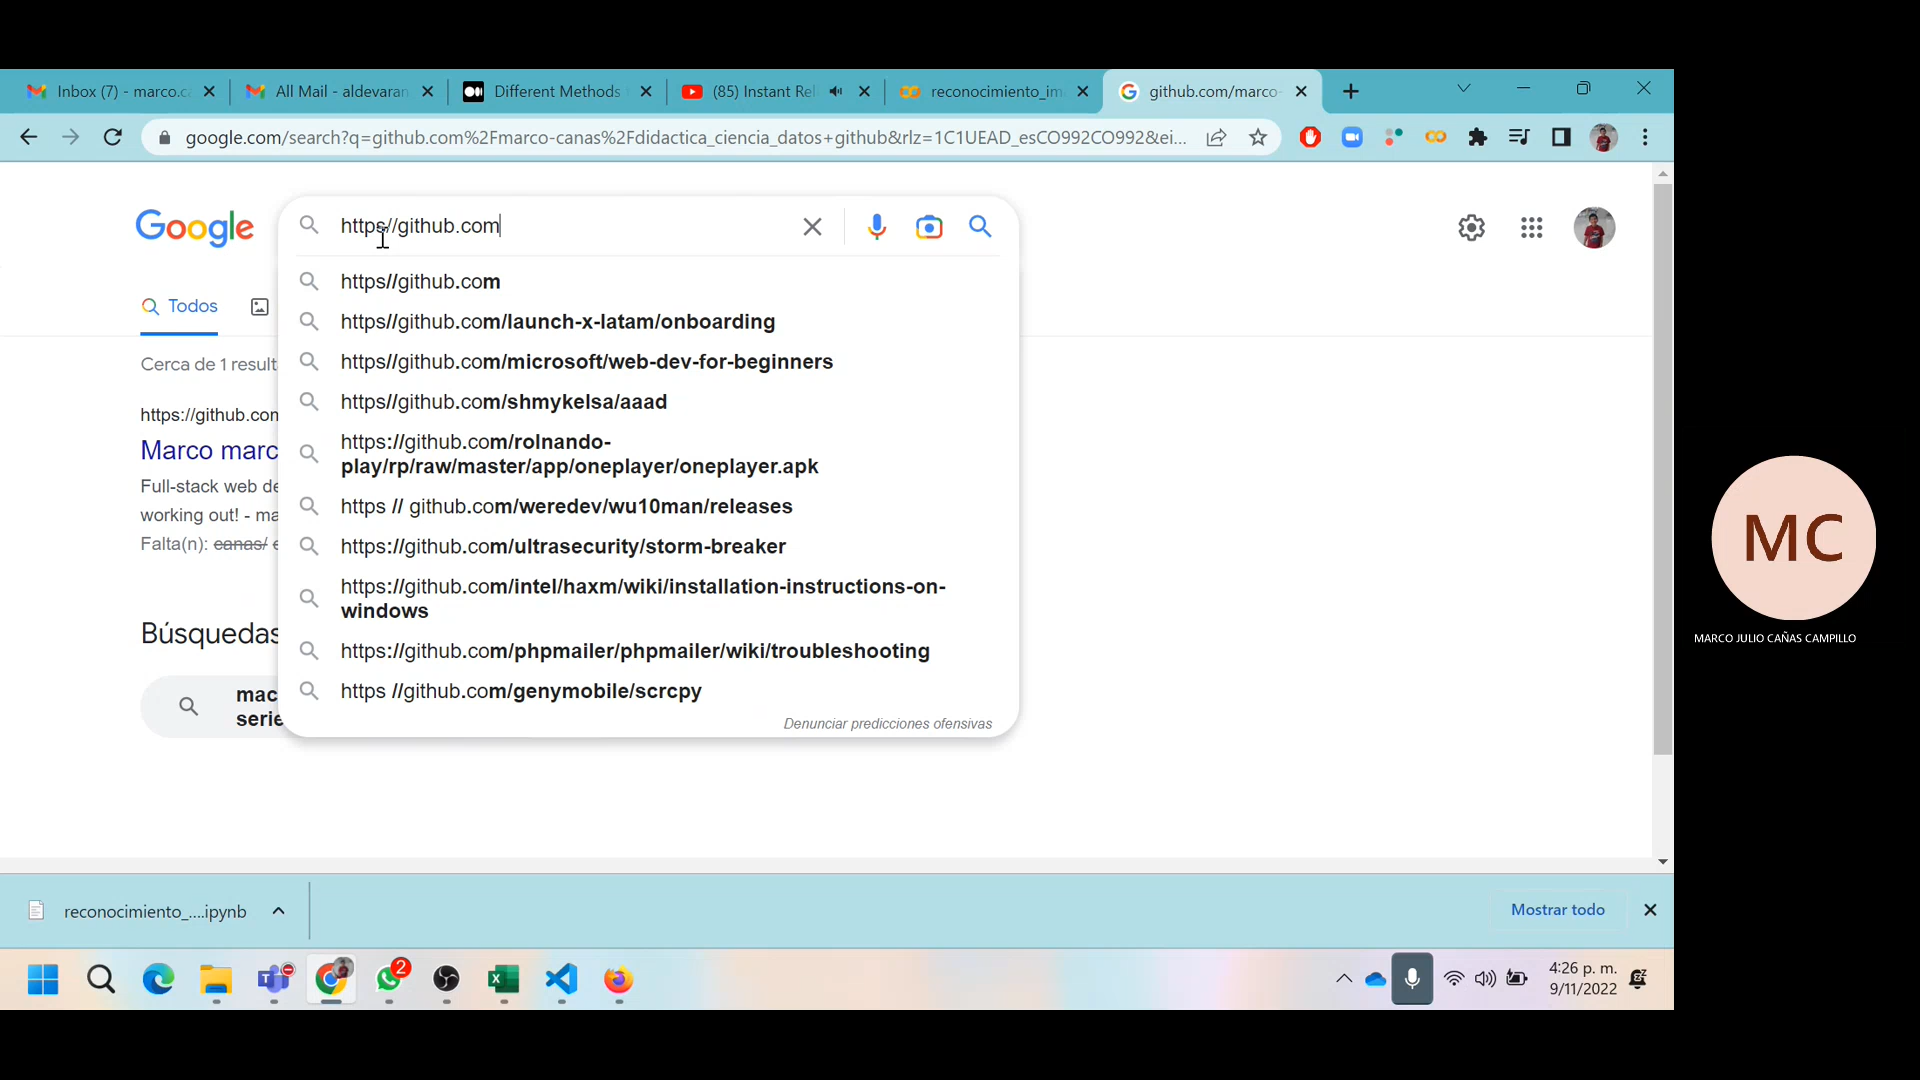 Inbox (7) - marco.c
All Mail - aldevaran
Different Methods
(85) Instant Rel
reconocimiento_im
github.com/marco-
google.com/search?q=github.com%2Fmarco-canas%2Fdidactica_ciencia_datos+github&rlz=1C1UEAD_esCO992CO992&ei...
Google
https//github.com
https//github.com
https//github.com/launch-x-latam/onboarding
https//github.com/microsoft/web-dev-for-beginners
https//github.com/shmykelsa/aaad
https://github.com/rolnando-
play/rp/raw/master/app/oneplayer/oneplayer.apk
https // github.com/weredev/wu10man/releases
https://github.com/ultrasecurity/storm-breaker
https://github.com/intel/haxm/wiki/installation-instructions-on-
windows
https://github.com/phpmailer/phpmailer/wiki/troubleshooting
https //github.com/genymobile/scrcpy
Denunciar predicciones ofensivas
Todos
Cerca de 1 result
https://github.com
Marco marc
Full-stack web de
working out! - ma
Falta(n): canas/
Búsquedas
mac
serie
MC
MARCO JULIO CAÑAS CAMPILLO
reconocimiento_....ipynb
Mostrar todo
2
4:26 p. m.
9/11/2022